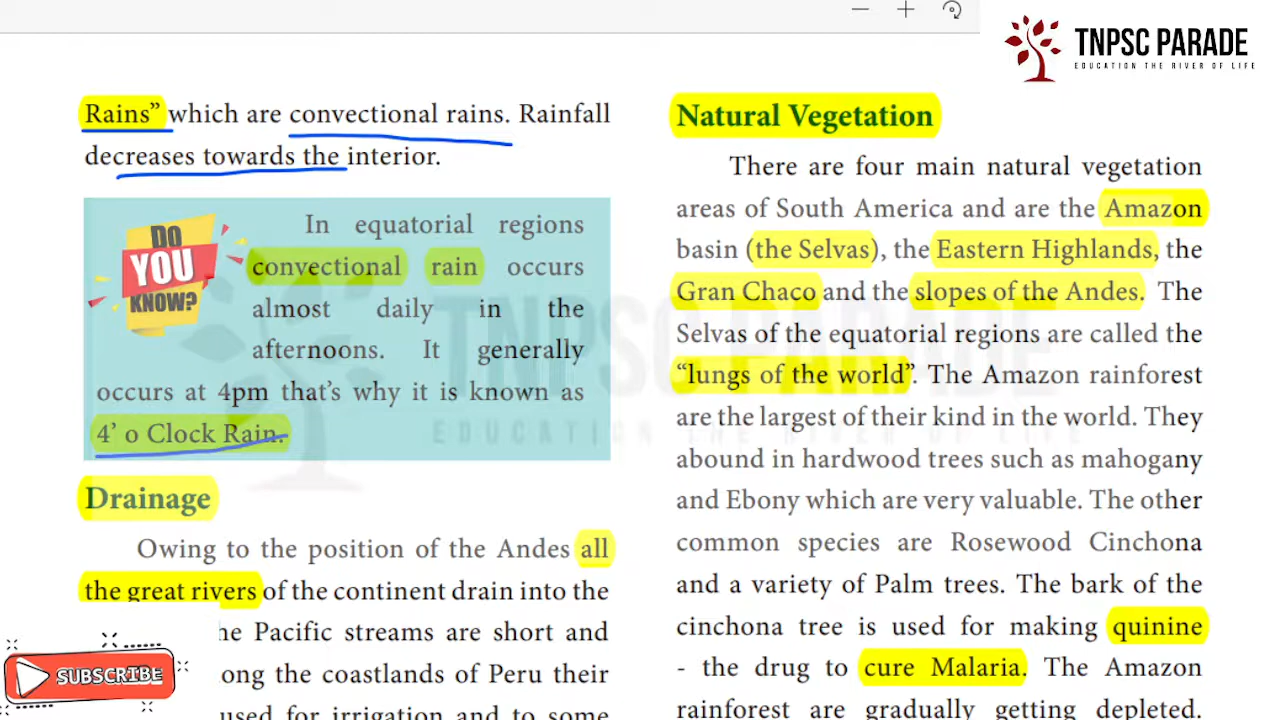 TNPSC PARADE
EDUCATION THE RIVER OF LIFE
Rains” which are convectional rains. Rainfall
decreases towards the interior.
DO
YOU
KNOW?
In equatorial regions
convectional rain occurs
almost daily in the
afternoons. It generally
occurs at 4pm that’s why it is known as
4’ o Clock Rain.
Drainage
Owing to the position of the Andes all
the great rivers of the continent drain into the
he Pacific streams are short and
ong the coastlands of Peru their
used for irrigation and to some
SUBSCRIBE
Natural Vegetation
There are four main natural vegetation
areas of South America and are the Amazon
basin (the Selvas), the Eastern Highlands, the
Gran Chaco and the slopes of the Andes. The
Selvas of the equatorial regions are called the
“lungs of the world”. The Amazon rainforest
are the largest of their kind in the world. They
abound in hardwood trees such as mahogany
and Ebony which are very valuable. The other
common species are Rosewood Cinchona
and a variety of Palm trees. The bark of the
cinchona tree is used for making quinine
- the drug to cure Malaria. The Amazon
rainforest are gradually getting depleted.
TNPSC PARADE
EDUCATION THE RIVER OF LIFE